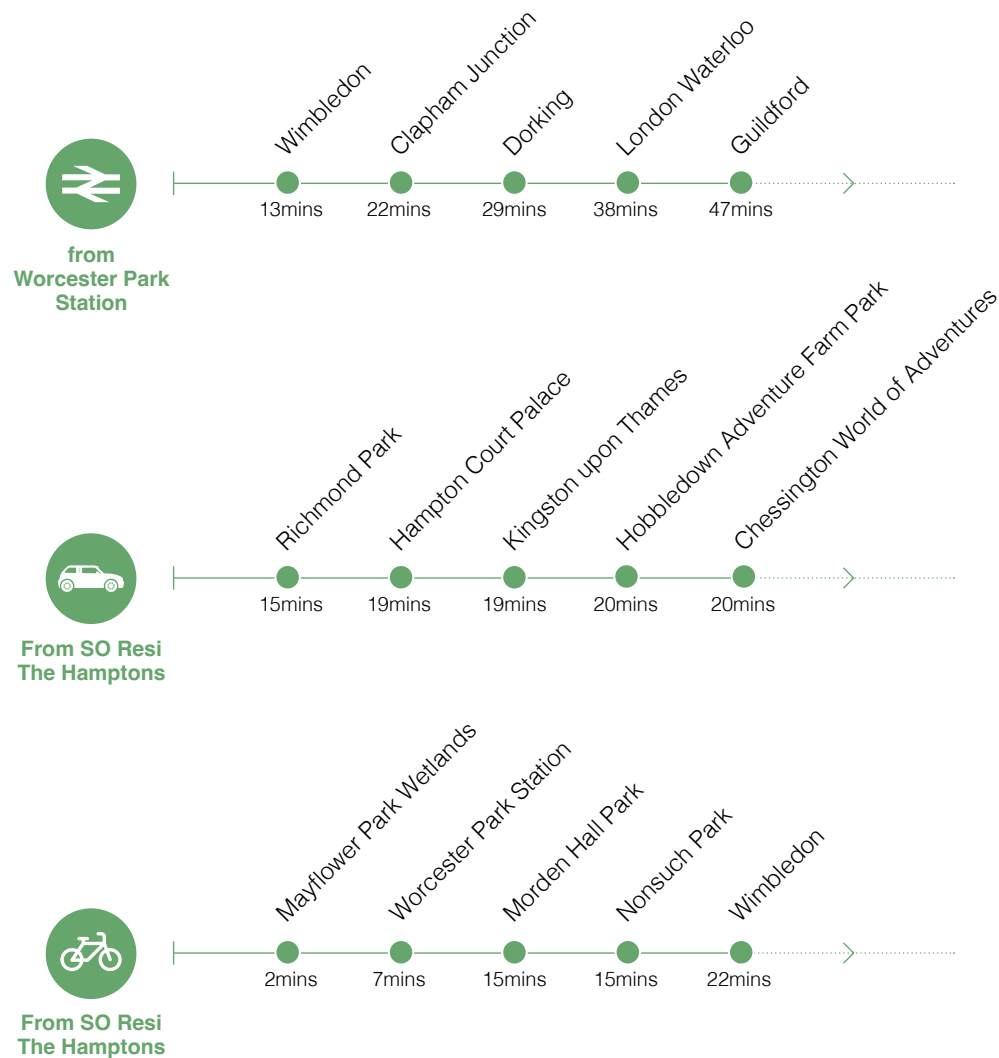 Wimbledon
Clapham Junction
Dorking
London Waterloo
Guildford
13mins
22mins
29mins
38mins
47mins
from
Worcester Park
Station
Richmond Park
Hampton Court Palace
Kingston upon Thames
Hobbledown Adventure Farm Park
Chessington World of Adventures
15mins
19mins
19mins
20mins
20mins
From SO Resi
The Hamptons
Mayflower Park Wetlands
Worcester Park Station
Morden Hall Park
Nonsuch Park
Wimbledon
2mins
7mins
15mins
15mins
22mins
From SO Resi
The Hamptons